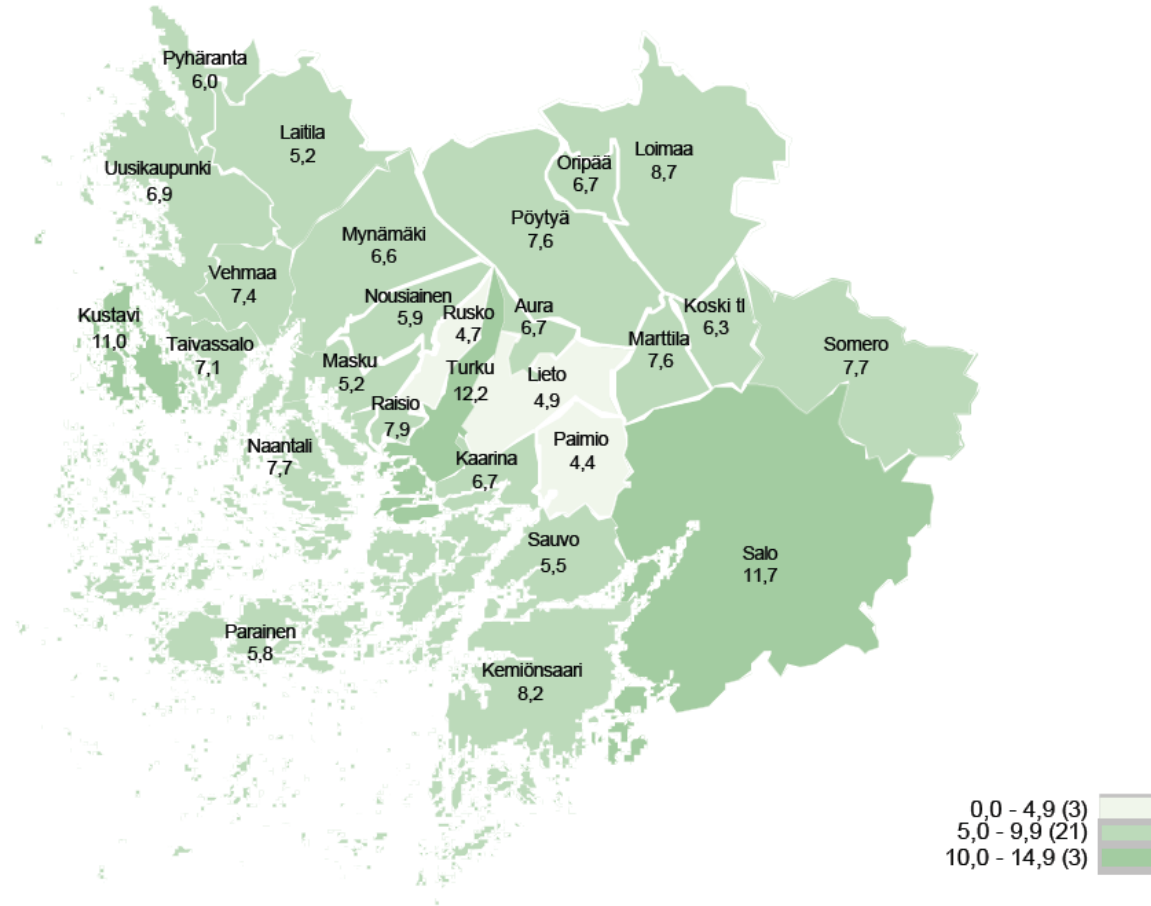 Pyhäranta
6,0
Laitila
5,2
Uusikaupunki
6,9
Oripää
6,7
Loimaa
8,7
Pöytyä
7,6
Mynämäki
6,6
Vehmaa
7,4
Nousiainen
5,9
Rusko
4,7
Aura
6,7
Koski tl
6,3
Kustavi
11,0
Taivassalo
7,1
Marttila
7,6
Somero
7,7
Masku
5,2
Turku
12,2
Lieto
4,9
Raisio
7,9
Naantali
7,7
Kaarina
6,7
Paimio
4,4
Sauvo
5,5
Salo
11,7
Parainen
5,8
Kemiönsaari
8,2
0,0 - 4,9 (3)
5,0 - 9,9 (21)
10,0 - 14,9 (3)